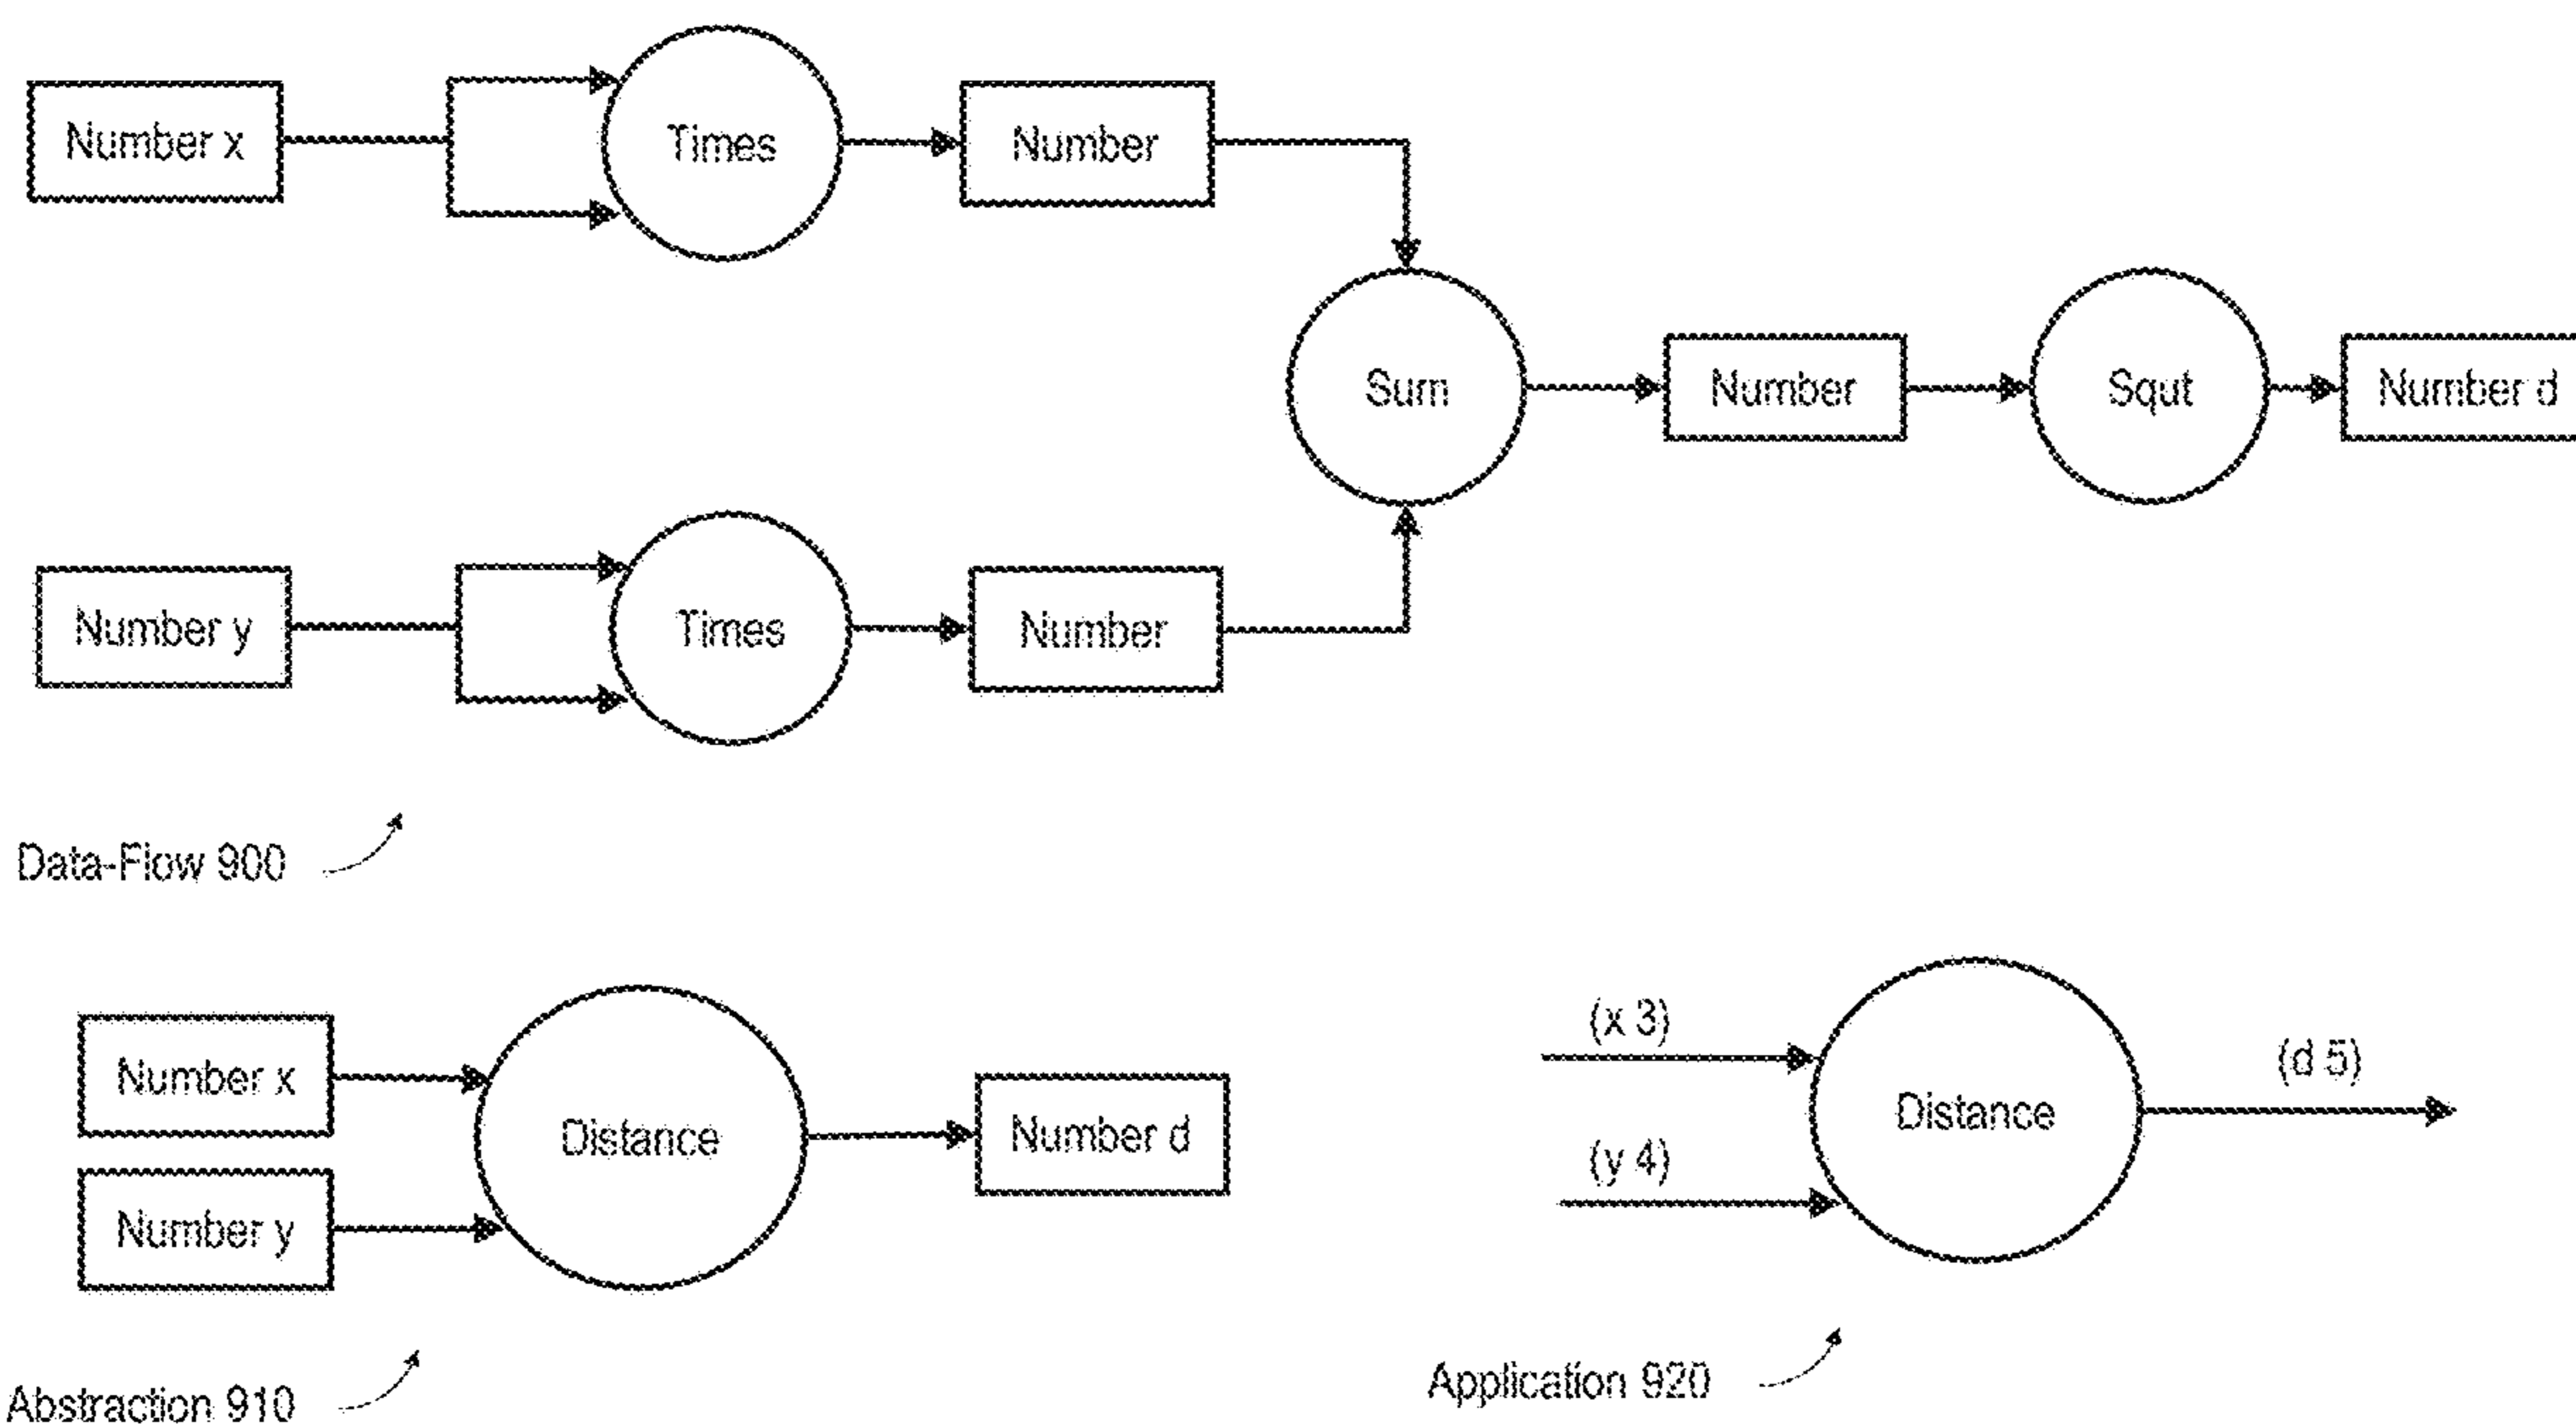 Number x
Times
Number
Sum
Number
Squt
Number d
Number y
Times
Number
Data-Flow 900
Number x
Number y
Distance
Number d
Abstraction 910
(x 3)
(y 4)
Distance
(d 5)
Application 920